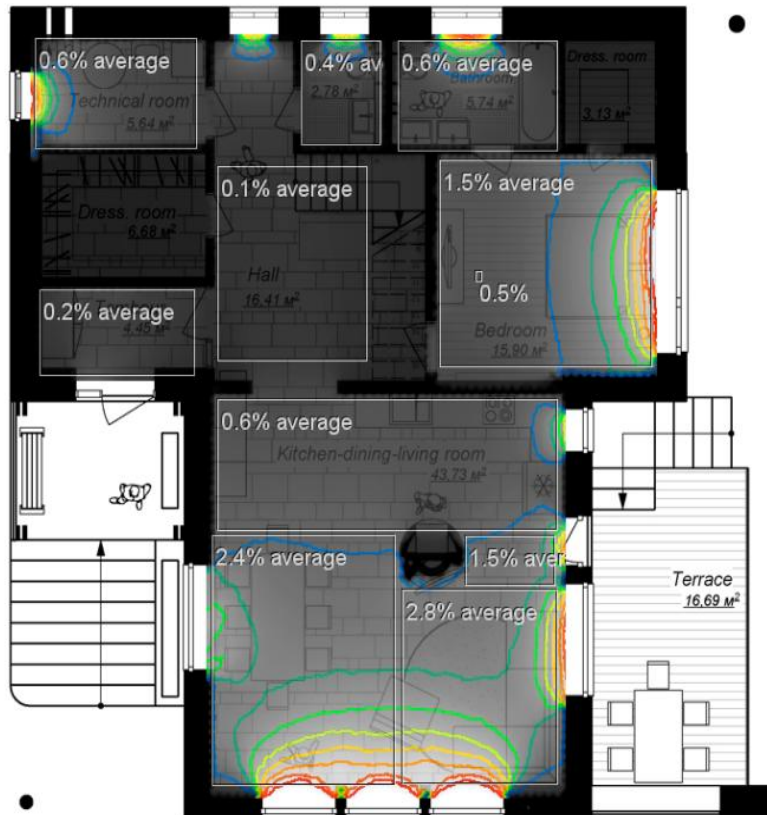 0.6% average
Technical room
5,64 м²
0.4% av
2,78 м²
0.6% average
Bathroom
5,74 м²
Dress. room
3,13 м²
Dress. room
6,68 м²
0.1% average
Hall
16,41 м²
1.5% average
0.5%
Bedroom
15,90 м²
0.2% average
4,45 м²
0.6% average
Kitchen-dining-living room
43,73 м²
2.4% average
1.5% aver
2.8% average
Terrace
16,69 м²